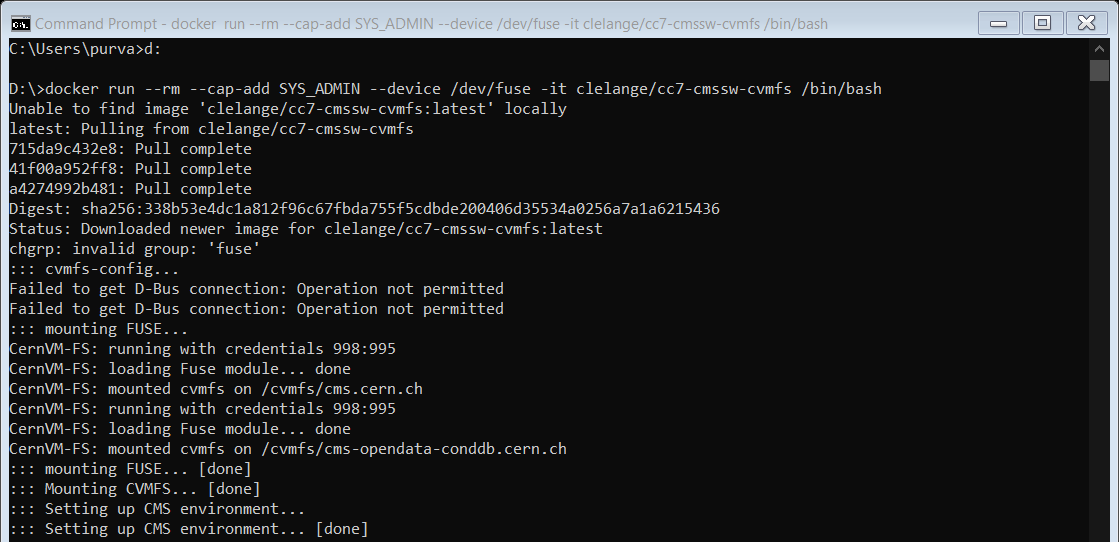 Command Prompt - docker run --rm --cap-add SYS_ADMIN --device /dev/fuse -it clelange/cc7-cmssw-cvmfs /bin/bash
C:\Users\purva>d:
D:\>docker run --rm --cap-add SYS_ADMIN --device /dev/fuse -it clelange/cc7-cmssw-cvmfs /bin/bash
Unable to find image 'clelange/cc7-cmssw-cvmfs:latest' locally
latest: Pulling from clelange/cc7-cmssw-cvmfs
715da9c432e8: Pull complete
41f00a952ff8: Pull complete
a4274992b481: Pull complete
Digest: sha256:338b53e4dc1a812f96c67fbda755f5cdbde200406d35534a0256a7a1a6215436
Status: Downloaded newer image for clelange/cc7-cmssw-cvmfs:latest
chgrp: invalid group: 'fuse'
::: cvmfs-config...
Failed to get D-Bus connection: Operation not permitted
Failed to get D-Bus connection: Operation not permitted
::: mounting FUSE...
CernVM-FS: running with credentials 998:995
CernVM-FS: loading Fuse module... done
CernVM-FS: mounted cvmfs on /cvmfs/cms.cern.ch
CernVM-FS: running with credentials 998:995
CernVM-FS: loading Fuse module... done
CernVM-FS: mounted cvmfs on /cvmfs/cms-opendata-conddb.cern.ch
::: mounting FUSE... [done]
::: Mounting CVMFS... [done]
::: Setting up CMS environment...
::: Setting up CMS environment... [done]